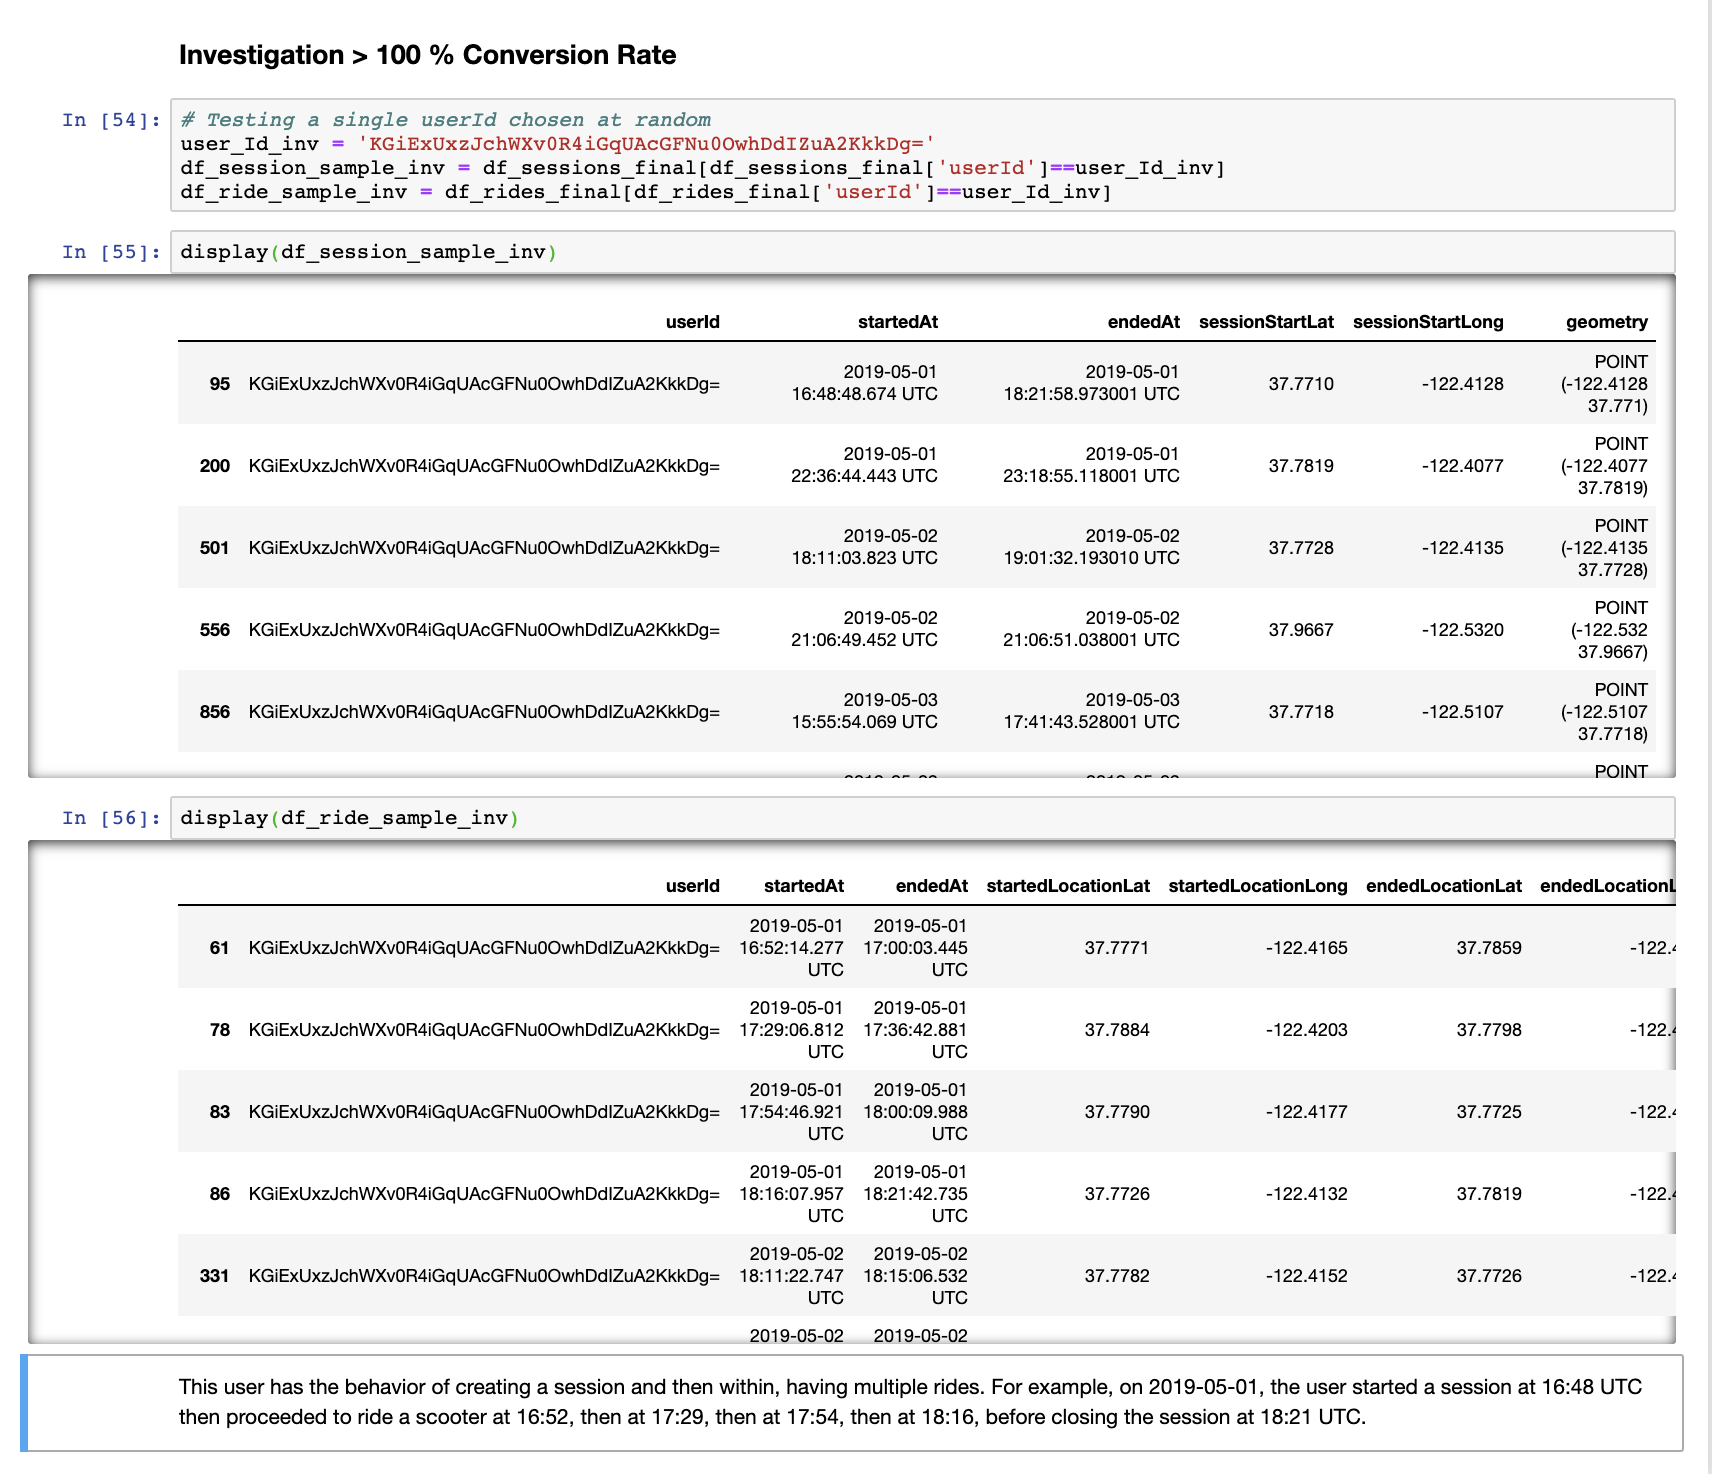 Investigation > 100 % Conversion Rate
In [54]:
# Testing a single userId chosen at random
user_Id_inv = 'KGiExUxzJchWXv0R4iGqUAcGFNu0OwhDdIZuA2KkkDg='
df_session_sample_inv = df_sessions_final[df_sessions_final['userId']==user_Id_inv]
df_ride_sample_inv = df_rides_final[df_rides_final['userId']==user_Id_inv]
In [55]: display(df_session_sample_inv)
userId startedAt endedAt sessionStartLat sessionStartLong geometry
2019-05-01 2019-05-01 POINT
95 KGiExUxzJchWXv0R4iGqUAcGFNu0OwhDdIZuA2KkkDg= 16:48:48.674 UTC 18:21:58.973001 UTC 37.7710 -122.4128 (-122.4128
37.771)
2019-05-01 2019-05-01 POINT
200 KGiExUxzJchWXv0R4iGqUAcGFNu0OwhDdIZuA2KkkDg= 22:36:44.443 UTC 23:18:55.118001 UTC 37.7819 -122.4077 (-122.4077
37.7819)
2019-05-02 2019-05-02 POINT
501 KGiExUxzJchWXv0R4iGqUAcGFNu0OwhDdIZuA2KkkDg= 18:11:03.823 UTC 19:01:32.193010 UTC 37.7728 -122.4135 (-122.4135
37.7728)
2019-05-02 2019-05-02 POINT
556 KGiExUxzJchWXv0R4iGqUAcGFNu0OwhDdIZuA2KkkDg= 21:06:49.452 UTC 21:06:51.038001 UTC 37.9667 -122.5320 (-122.532
37.9667)
2019-05-03 2019-05-03 POINT
856 KGiExUxzJchWXv0R4iGqUAcGFNu0OwhDdIZuA2KkkDg= 15:55:54.069 UTC 17:41:43.528001 UTC 37.7718 -122.5107 (-122.5107
37.7718)
POINT
In [56]: display(df_ride_sample_inv)
userId startedAt endedAt startedLocationLat startedLocationLong endedLocationLat endedLocationL
2019-05-01 2019-05-01
61 KGiExUxzJchWXv0R4iGqUAcGFNu0OwhDdIZuA2KkkDg= 16:52:14.277 17:00:03.445 37.7771 -122.4165 37.7859 -122.4
UTC UTC
2019-05-01 2019-05-01
78 KGiExUxzJchWXv0R4iGqUAcGFNu0OwhDdIZuA2KkkDg= 17:29:06.812 17:36:42.881 37.7884 -122.4203 37.7798 -122.4
UTC UTC
2019-05-01 2019-05-01
83 KGiExUxzJchWXv0R4iGqUAcGFNu0OwhDdIZuA2KkkDg= 17:54:46.921 18:00:09.988 37.7790 -122.4177 37.7725 -122.4
UTC UTC
2019-05-01 2019-05-01
86 KGiExUxzJchWXv0R4iGqUAcGFNu0OwhDdIZuA2KkkDg= 18:16:07.957 18:21:42.735 37.7726 -122.4132 37.7819 -122.4
UTC UTC
2019-05-02 2019-05-02
331 KGiExUxzJchWXv0R4iGqUAcGFNu0OwhDdIZuA2KkkDg= 18:11:22.747 18:15:06.532 37.7782 -122.4152 37.7726 -122.4
UTC UTC
2019-05-02 2019-05-02
This user has the behavior of creating a session and then within, having multiple rides. For example, on 2019-05-01, the user started a session at 16:48 UTC
then proceeded to ride a scooter at 16:52, then at 17:29, then at 17:54, then at 18:16, before closing the session at 18:21 UTC.